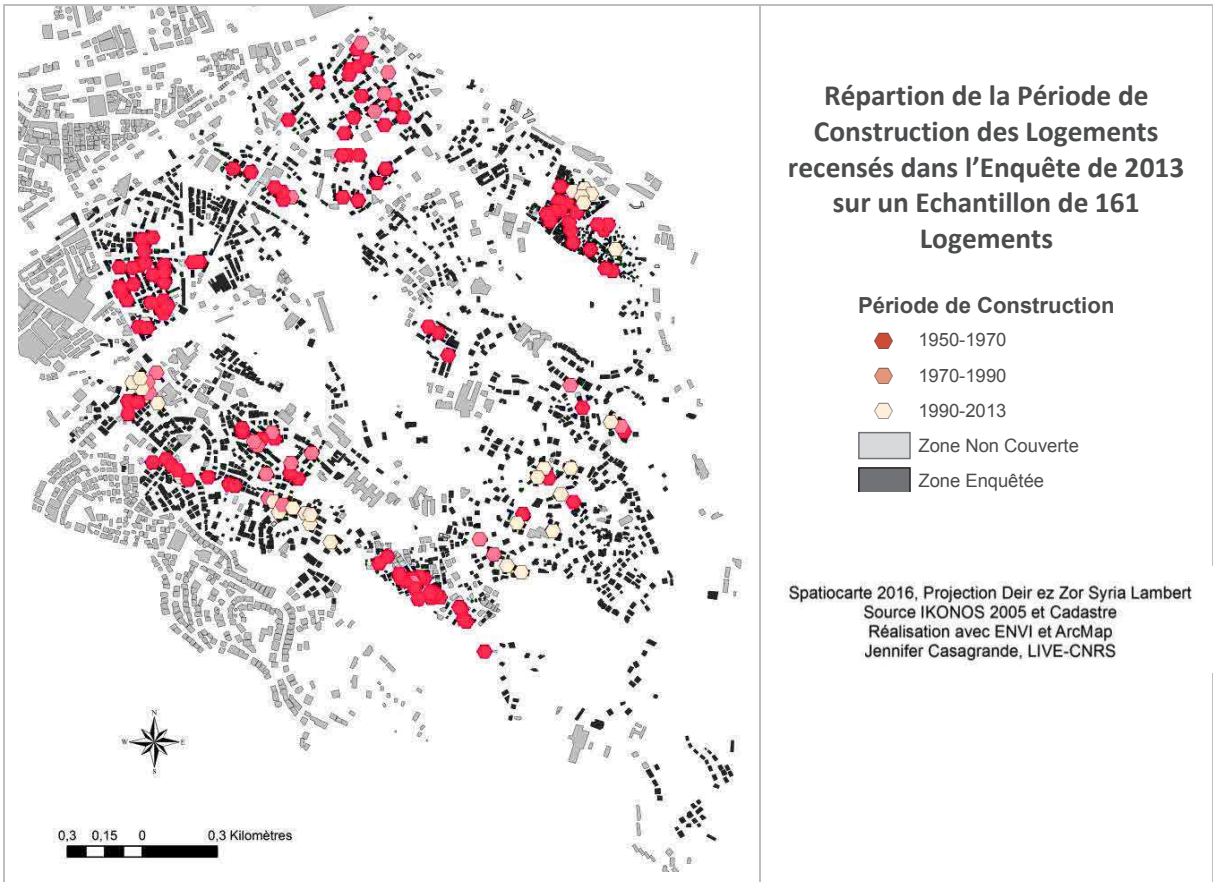 Répartion de la Période de
Construction des Logements
recensés dans l'Enquête de 2013
sur un Echantillon de 161
Logements
Période de Construction
1950-1970
1970-1990
1990-2013
Zone Non Couverte
Zone Enquêtée
Spatiocarte 2016, Projection Deir ez Zor Syria Lambert
Source IKONOS 2005 et Cadastre
Réalisation avec ENVI et ArcMap
Jennifer Casagrande, LIVE-CNRS
N
W
E
S
0,3 0,15 0 0,3 Kilomètres